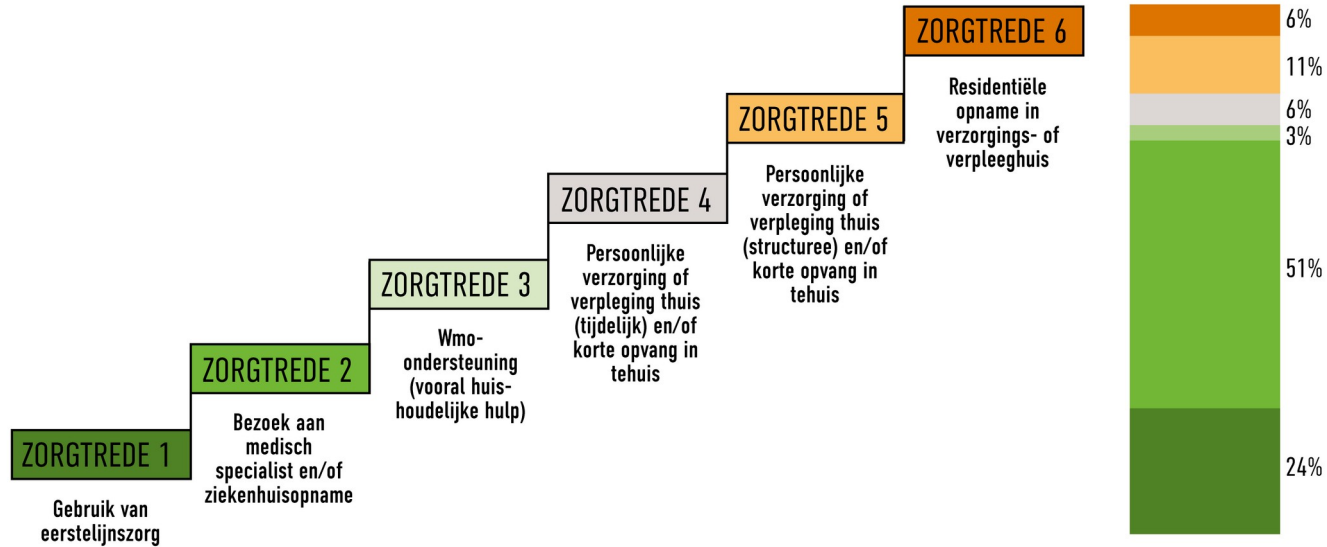 ZORGTREDE 6
Residentiële
opname in
verzorgings- of
verpleeghuis
ZORGTREDE 5
Persoonlijke
verzorging of
verpleging thuis
(structuree) en/of
korte opvang in
tehuis
ZORGTREDE 4
Persoonlijke
verzorging of
verpleging thuis
(tijdelijk) en/of
korte opvang in
tehuis
ZORGTREDE 3
Wmo-
ondersteuning
(vooral huis-
houdelijke hulp)
ZORGTREDE 2
Bezoek aan
medisch
specialist en/of
ziekenhuisopname
ZORGTREDE 1
Gebruik van
eerstelijnszorg
6%
11%
6%
3%
51%
24%